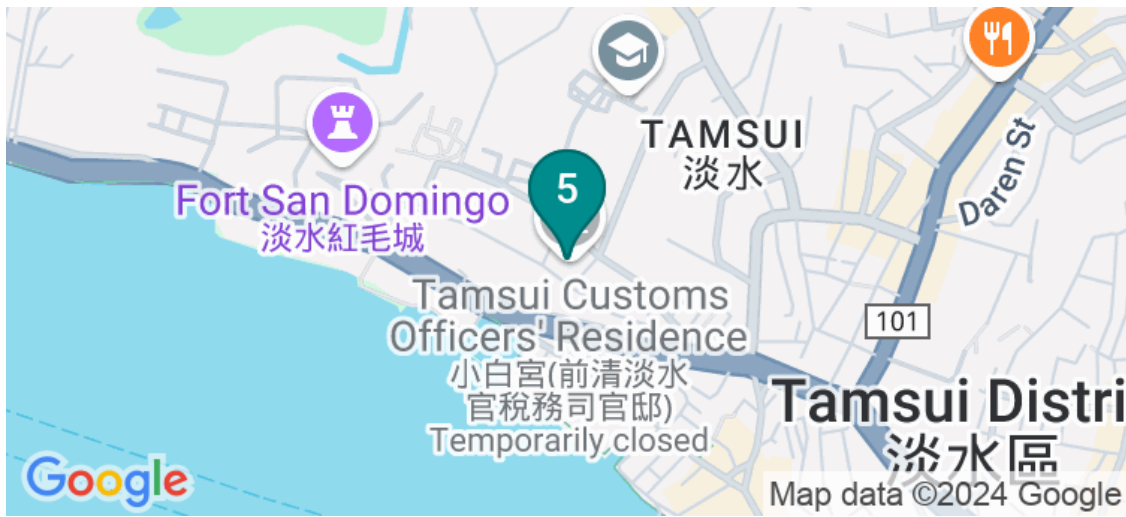 TAMSUI
淡水
Daren St
5
Fort San Domingo
淡水紅毛城
Tamsui Customs
Officers' Residence
小白宮(前清淡水
官稅務司官邸)
Temporarily closed
101
Tamsui Distri
淡水區
Google
Map data ©2024 Google